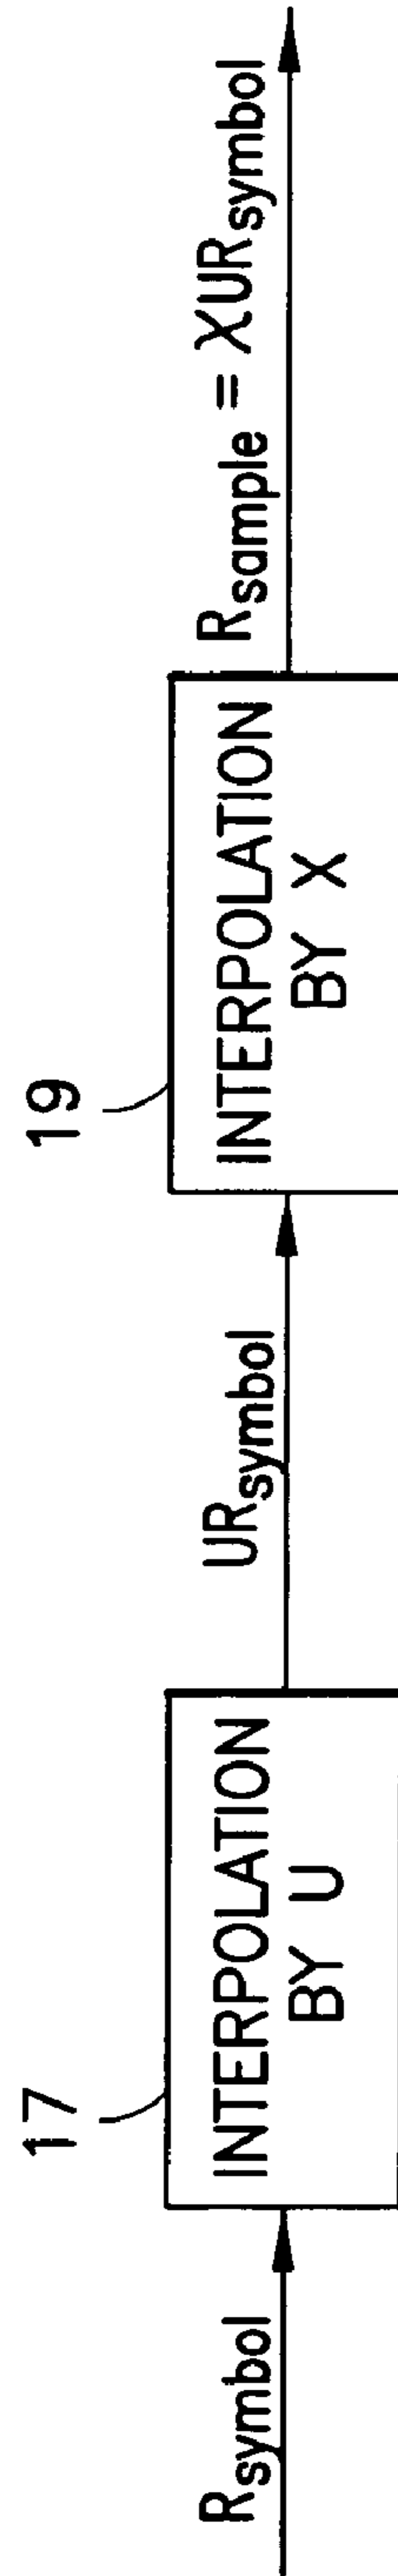 R_symbol
17
INTERPOLATION
BY U
UR_symbol
19
INTERPOLATION
BY X
R_sample = XUR_symbol